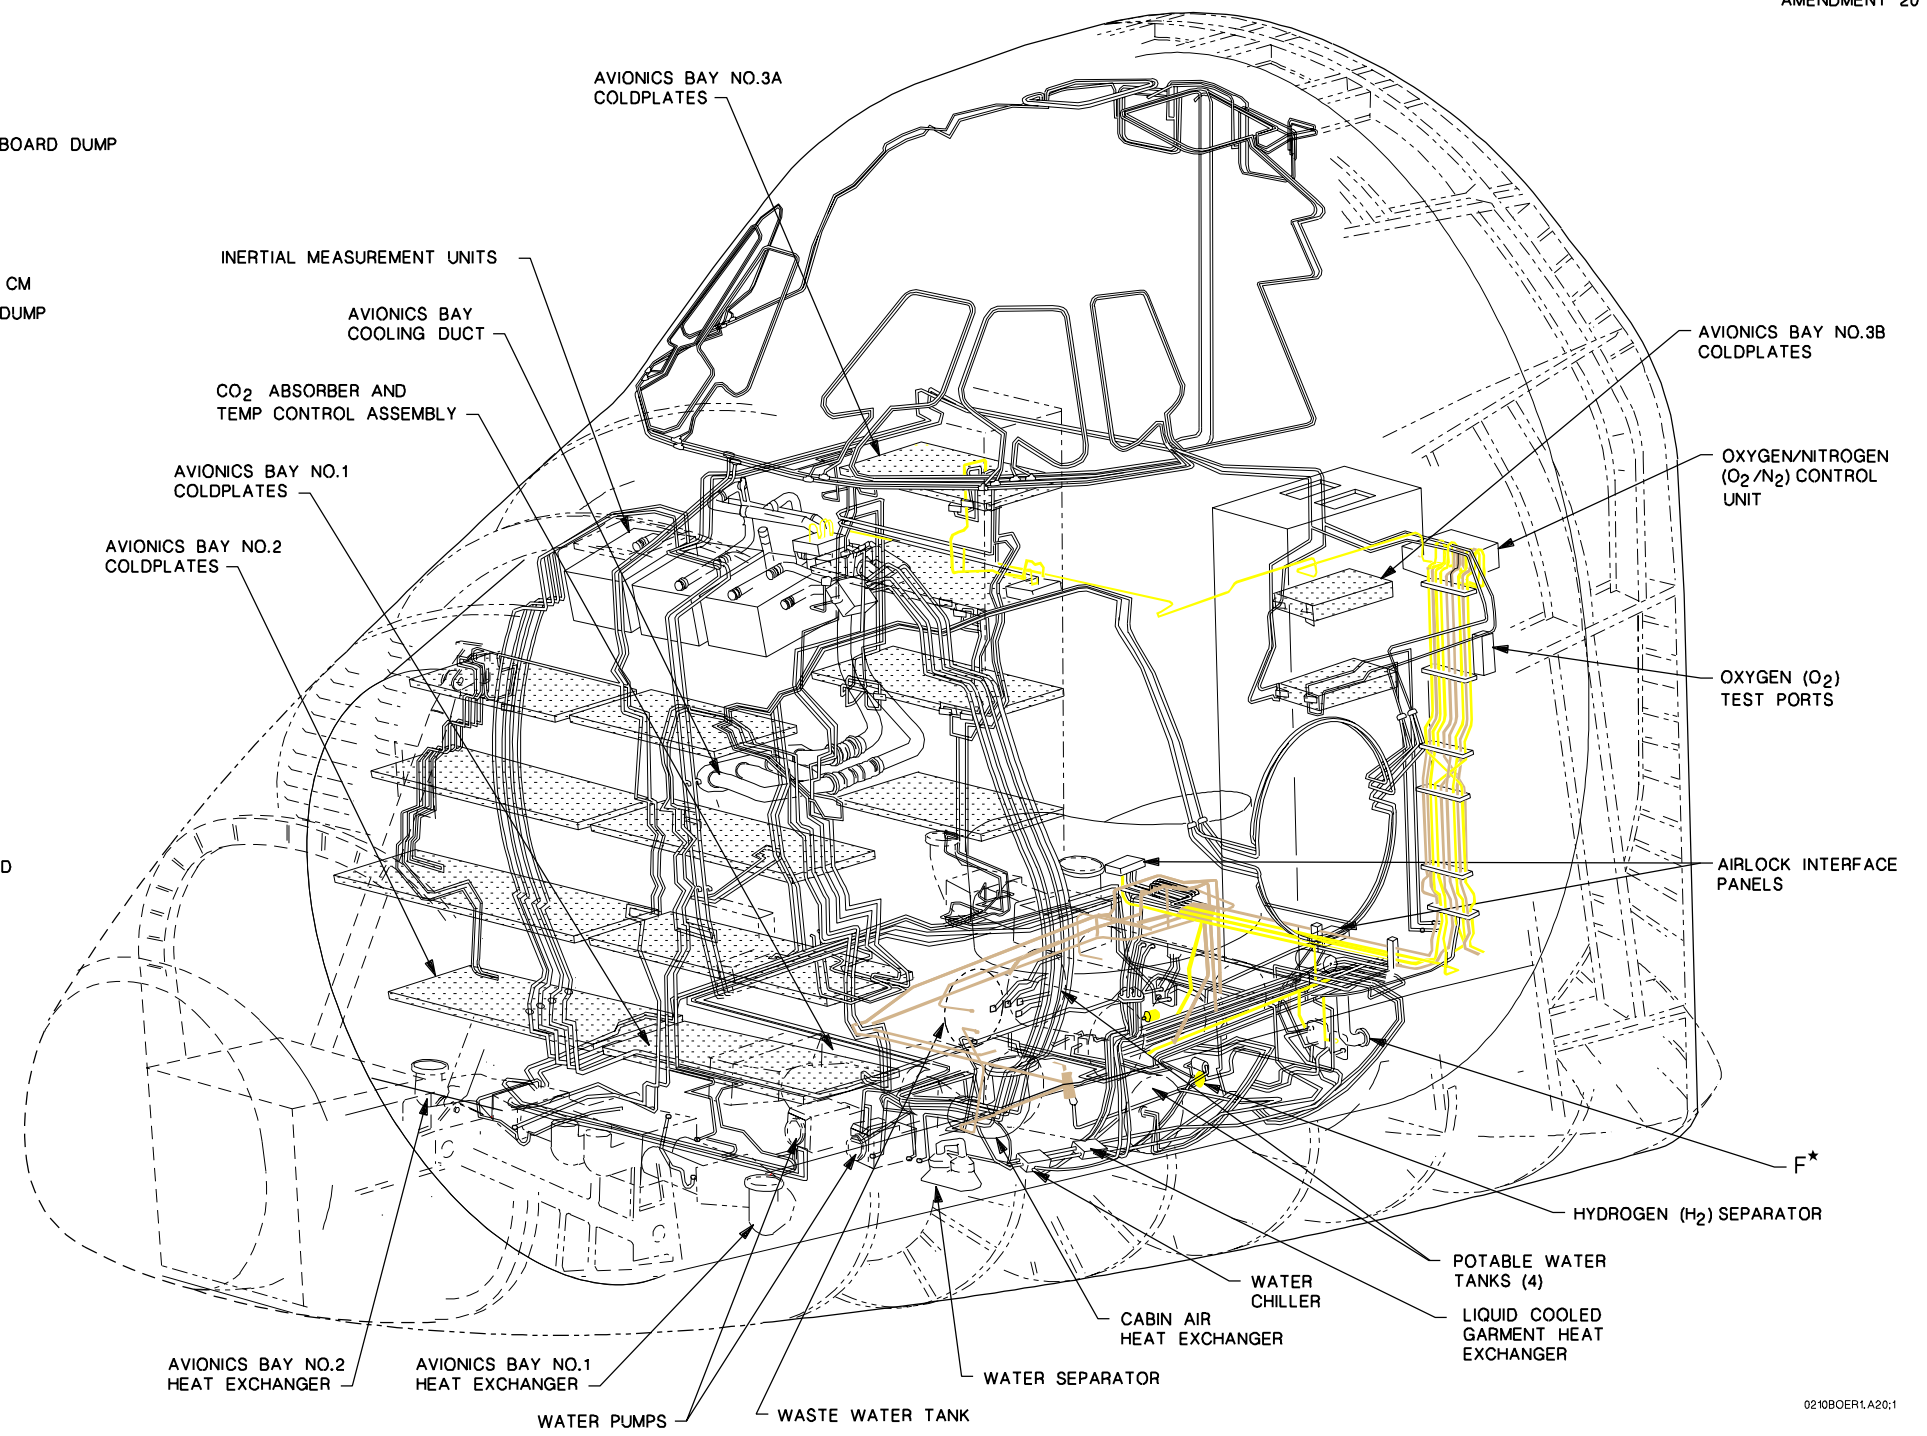 AMENDMENT 20
AVIONICS BAY NO.3A
COLDPLATES
BOARD DUMP
INERTIAL MEASUREMENT UNITS
CM
DUMP
AVIONICS BAY
COOLING DUCT
AVIONICS BAY NO.3B
COLDPLATES
CO2 ABSORBER AND
TEMP CONTROL ASSEMBLY
OXYGEN/NITROGEN
(O2/N2) CONTROL
UNIT
AVIONICS BAY NO.1
COLDPLATES
AVIONICS BAY NO.2
COLDPLATES
OXYGEN (O2)
TEST PORTS
D
AIRLOCK INTERFACE
PANELS
F★
HYDROGEN (H2) SEPARATOR
POTABLE WATER
TANKS (4)
WATER
CHILLER
LIQUID COOLED
GARMENT HEAT
EXCHANGER
CABIN AIR
HEAT EXCHANGER
AVIONICS BAY NO.2
HEAT EXCHANGER
AVIONICS BAY NO.1
HEAT EXCHANGER
WATER SEPARATOR
WATER PUMPS
WASTE WATER TANK
0210BOER1.A20;1